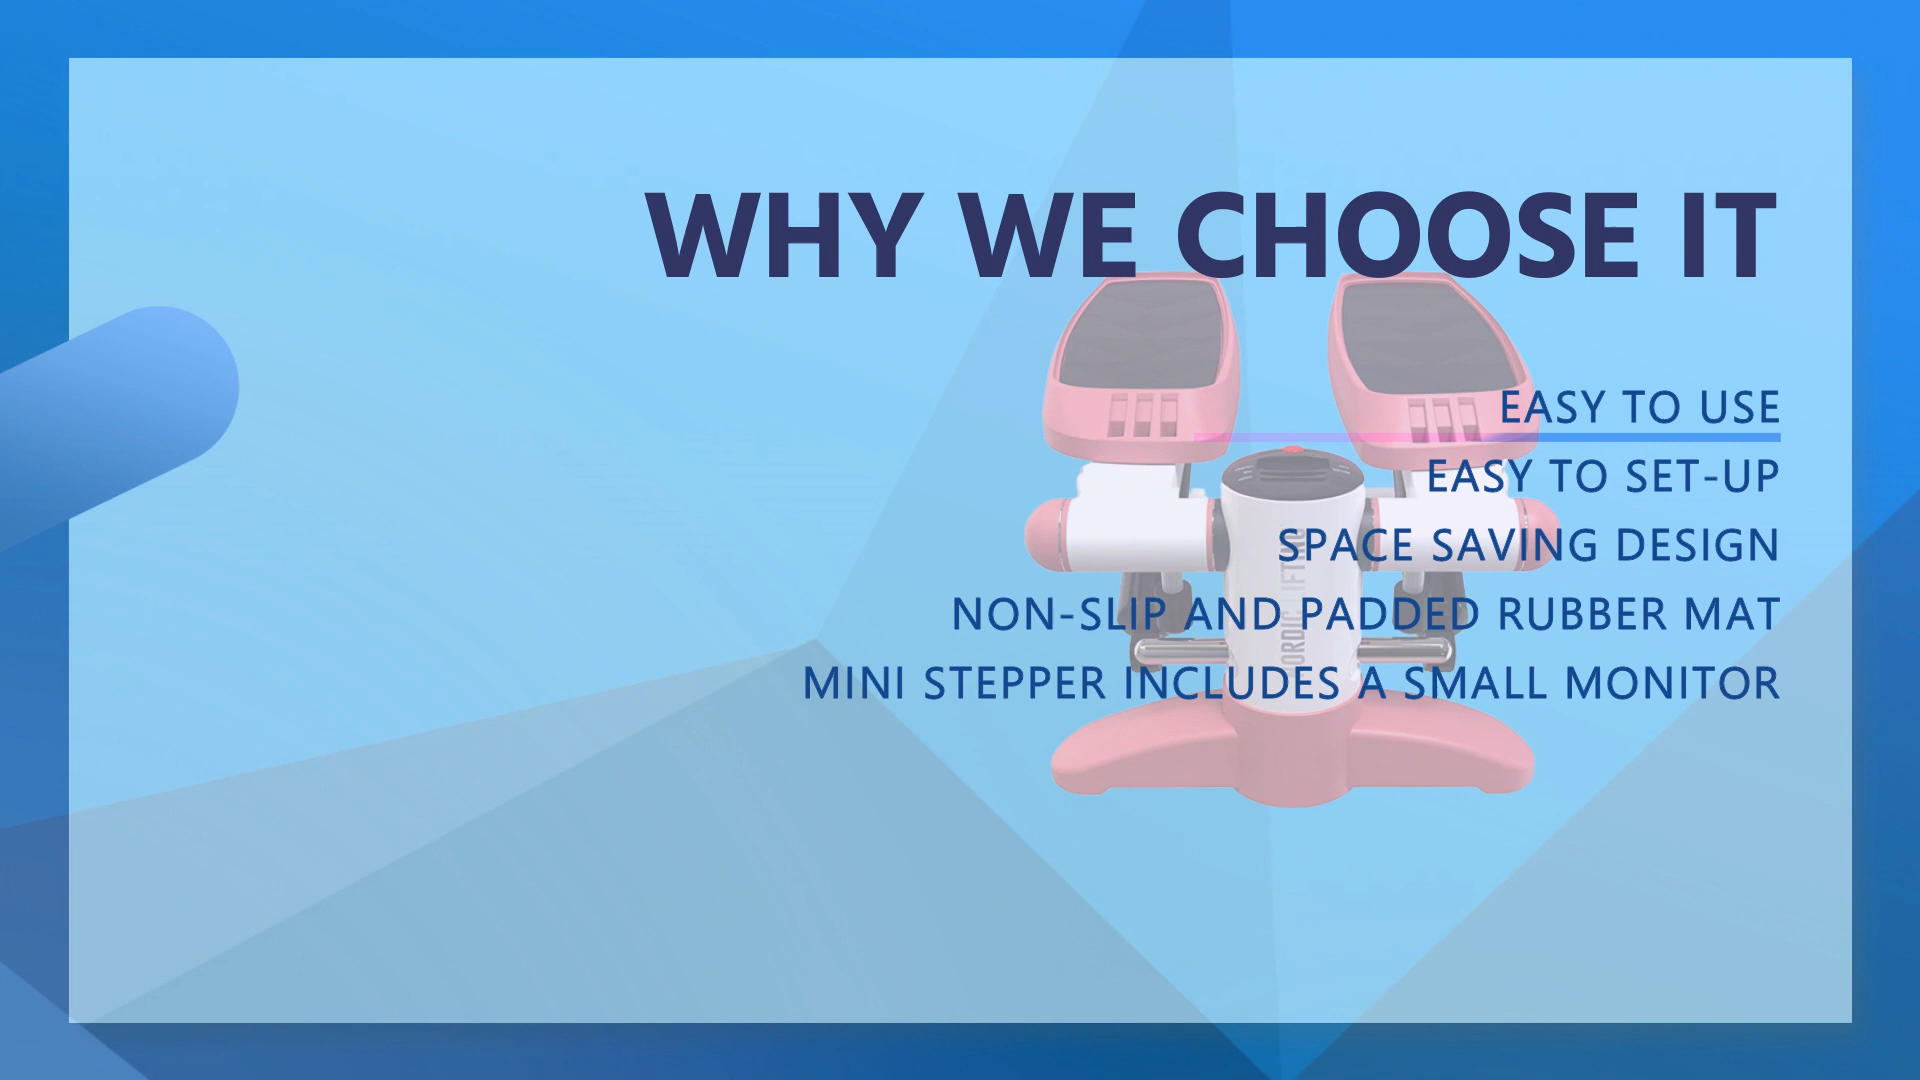 WHY WE CHOOSE IT
EASY TO USE
EASY TO SET-UP
SPACE SAVING DESIGN
NON-SLIP AND PADDED RUBBER MAT
MINI STEPPER INCLUDES A SMALL MONITOR